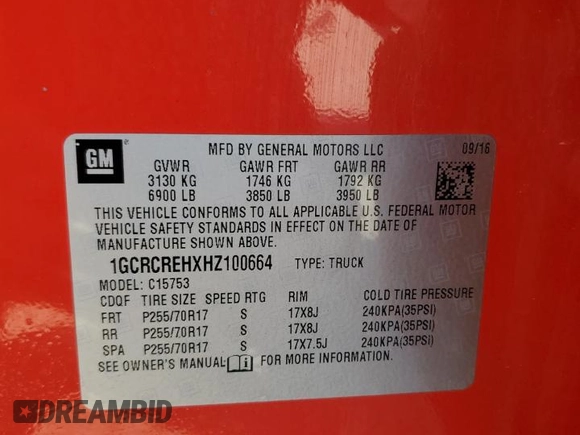 GM
MFD BY GENERAL MOTORS LLC 09/16
GVWR GAWR FRT GAWR RR
3130 KG 1746 KG 1792 KG
6900 LB 3850 LB 3950 LB
THIS VEHICLE CONFORMS TO ALL APPLICABLE U.S. FEDERAL MOTOR
VEHICLE SAFETY STANDARDS IN EFFECT ON THE DATE OF
MANUFACTURE SHOWN ABOVE.
1GCRCREHXHZ100664 TYPE: TRUCK
MODEL: C15753
CDQF TIRE SIZE SPEED RTG RIM COLD TIRE PRESSURE
FRT P255/70R17 S 17X8J 240KPA(35PSI)
RR P255/70R17 S 17X8J 240KPA(35PSI)
SPA P255/70R17 S 17X7.5J 240KPA(35PSI)
SEE OWNER'S MANUAL FOR MORE INFORMATION
DREAMBID